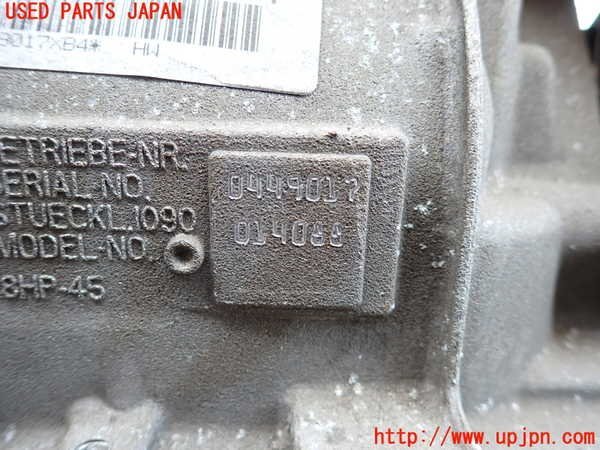 USED PARTS JAPAN
9017XB4* HW
ETRIEBE-NR.
SERIAL NO.
STUECKL.1090
MODEL-NO.
8HP-45
0449017
014088
http://www.upjpn.com/